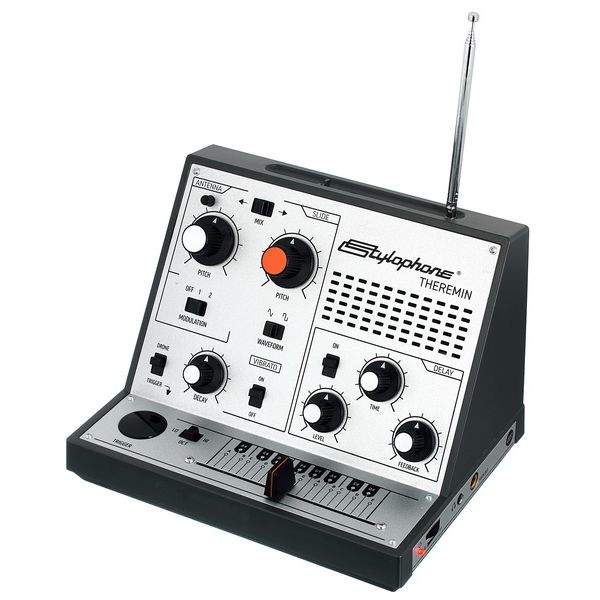 ANTENNA
MIX
SLIDE
PITCH
PITCH
Stylophone®
THEREMIN
OFF 1 2
MODULATION
WAVEFORM
DRONE
TRIGGER
DECAY
VIBRATO
ON
OFF
ON
DELAY
TIME
LEVEL
FEEDBACK
TRIGGER
LO
HI
OCT